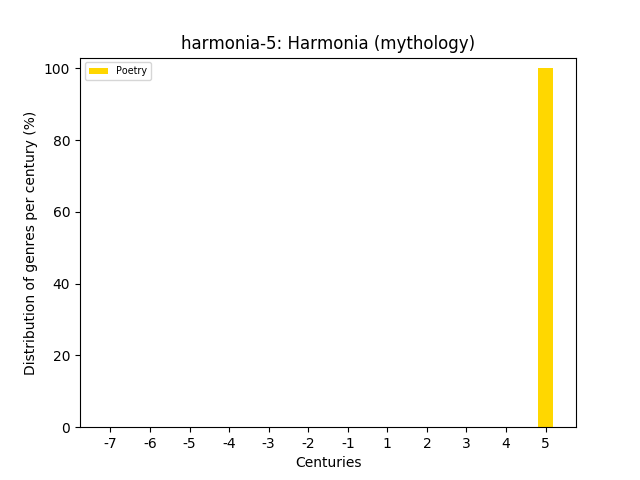 harmonia-5: Harmonia (mythology)
Poetry
Distribution of genres per century (%)
100
80
60
40
20
0
-7 -6 -5 -4 -3 -2 -1 1 2 3 4 5
Centuries